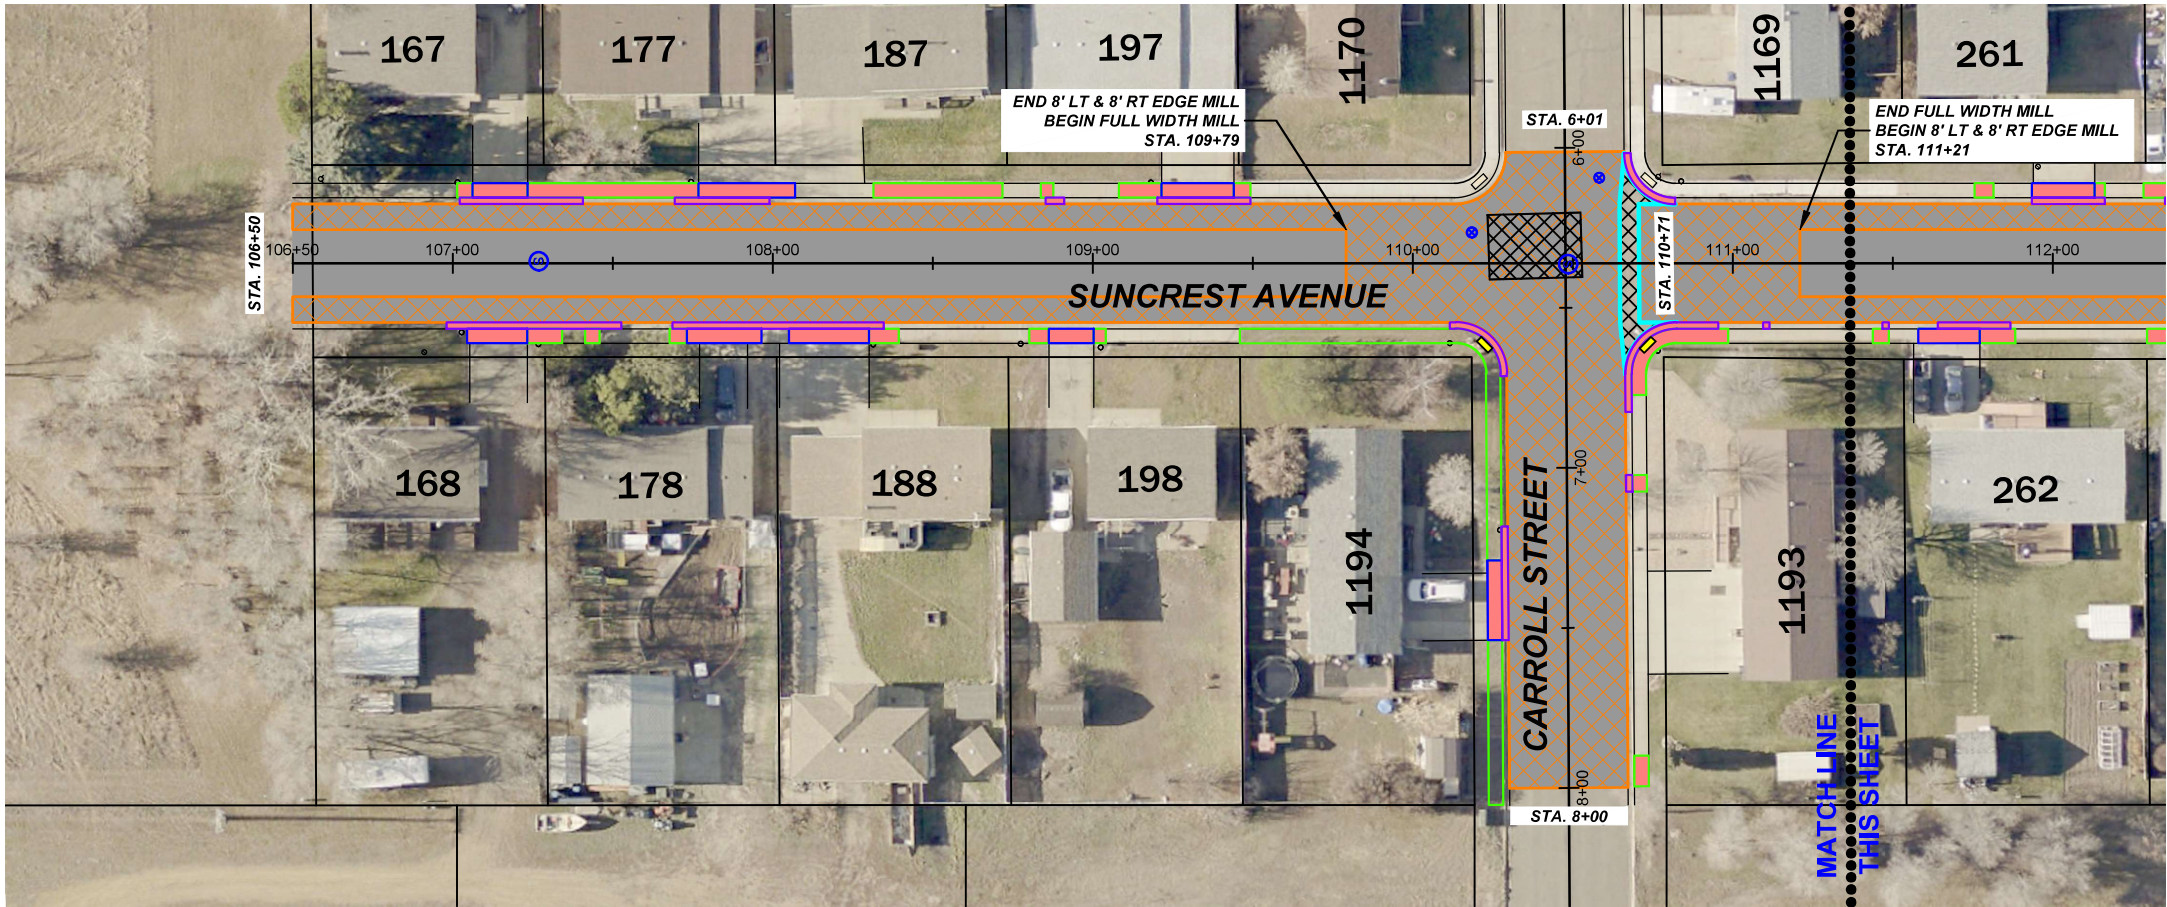 167
177
187
197
1170
1169
261
END 8' LT & 8' RT EDGE MILL
BEGIN FULL WIDTH MILL
STA. 109+79
STA. 6+01
6+00
END FULL WIDTH MILL
BEGIN 8' LT & 8' RT EDGE MILL
STA. 111+21
STA. 106+50
106+50
107+00
108+00
109+00
110+00
STA. 110+71
111+00
112+00
S
SUNCREST AVENUE
168
178
188
198
1194
CARROLL STREET
7+00
1193
262
8+00
STA. 8+00
MATCH LINE
THIS SHEET